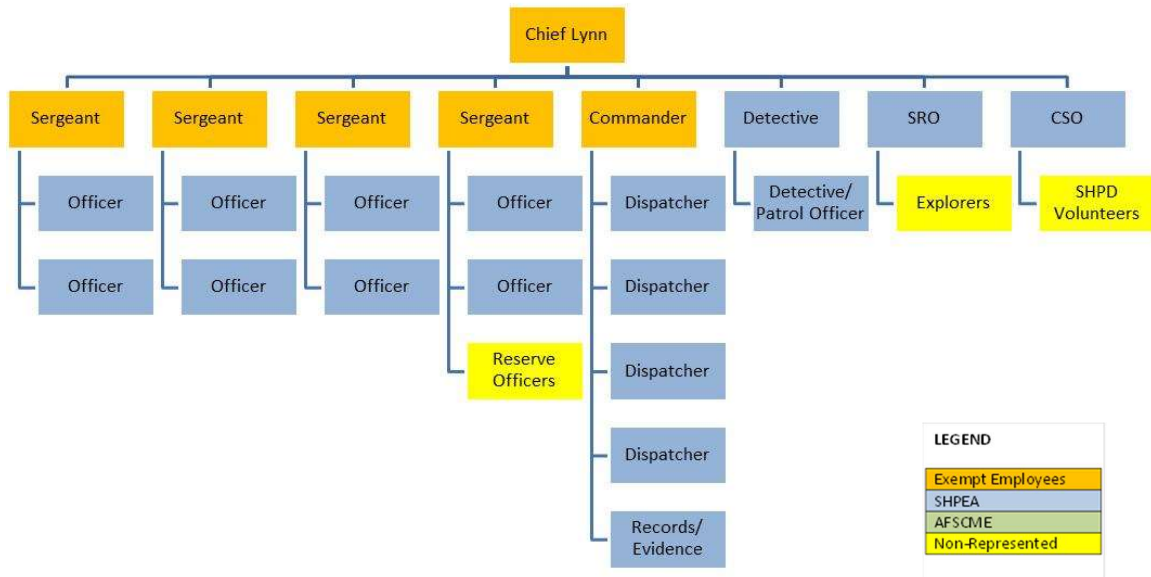 Chief Lynn
Sergeant
Sergeant
Sergeant
Sergeant
Commander
Detective
SRO
CSO
Officer
Officer
Officer
Officer
Dispatcher
Detective/
Patrol Officer
Explorers
SHPD
Volunteers
Officer
Officer
Officer
Officer
Dispatcher
Reserve
Officers
Dispatcher
Dispatcher
Records/
Evidence
LEGEND
Exempt Employees
SHPEA
AFSCME
Non-Represented